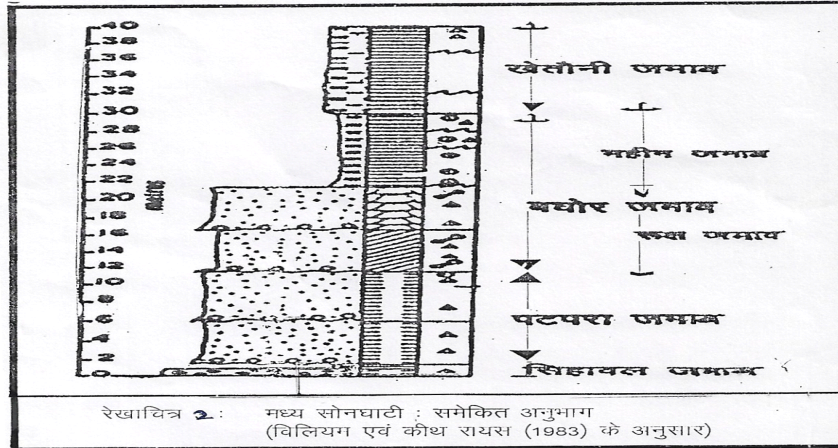 40
38
36
34
32
30
28
26
24
22
20
18
16
14
12
10
8
6
4
2
0
खेतौनी जमाव
महीम जमाव
बघोर जमाव
रूक्ष जमाव
पटपरा जमाव
सिहावल जमाव
रेखाचित्र 2 : मध्य सोनघाटी : समेकित अनुभाग
(विलियम एवं कीथ रायस (1983) के अनुसार)